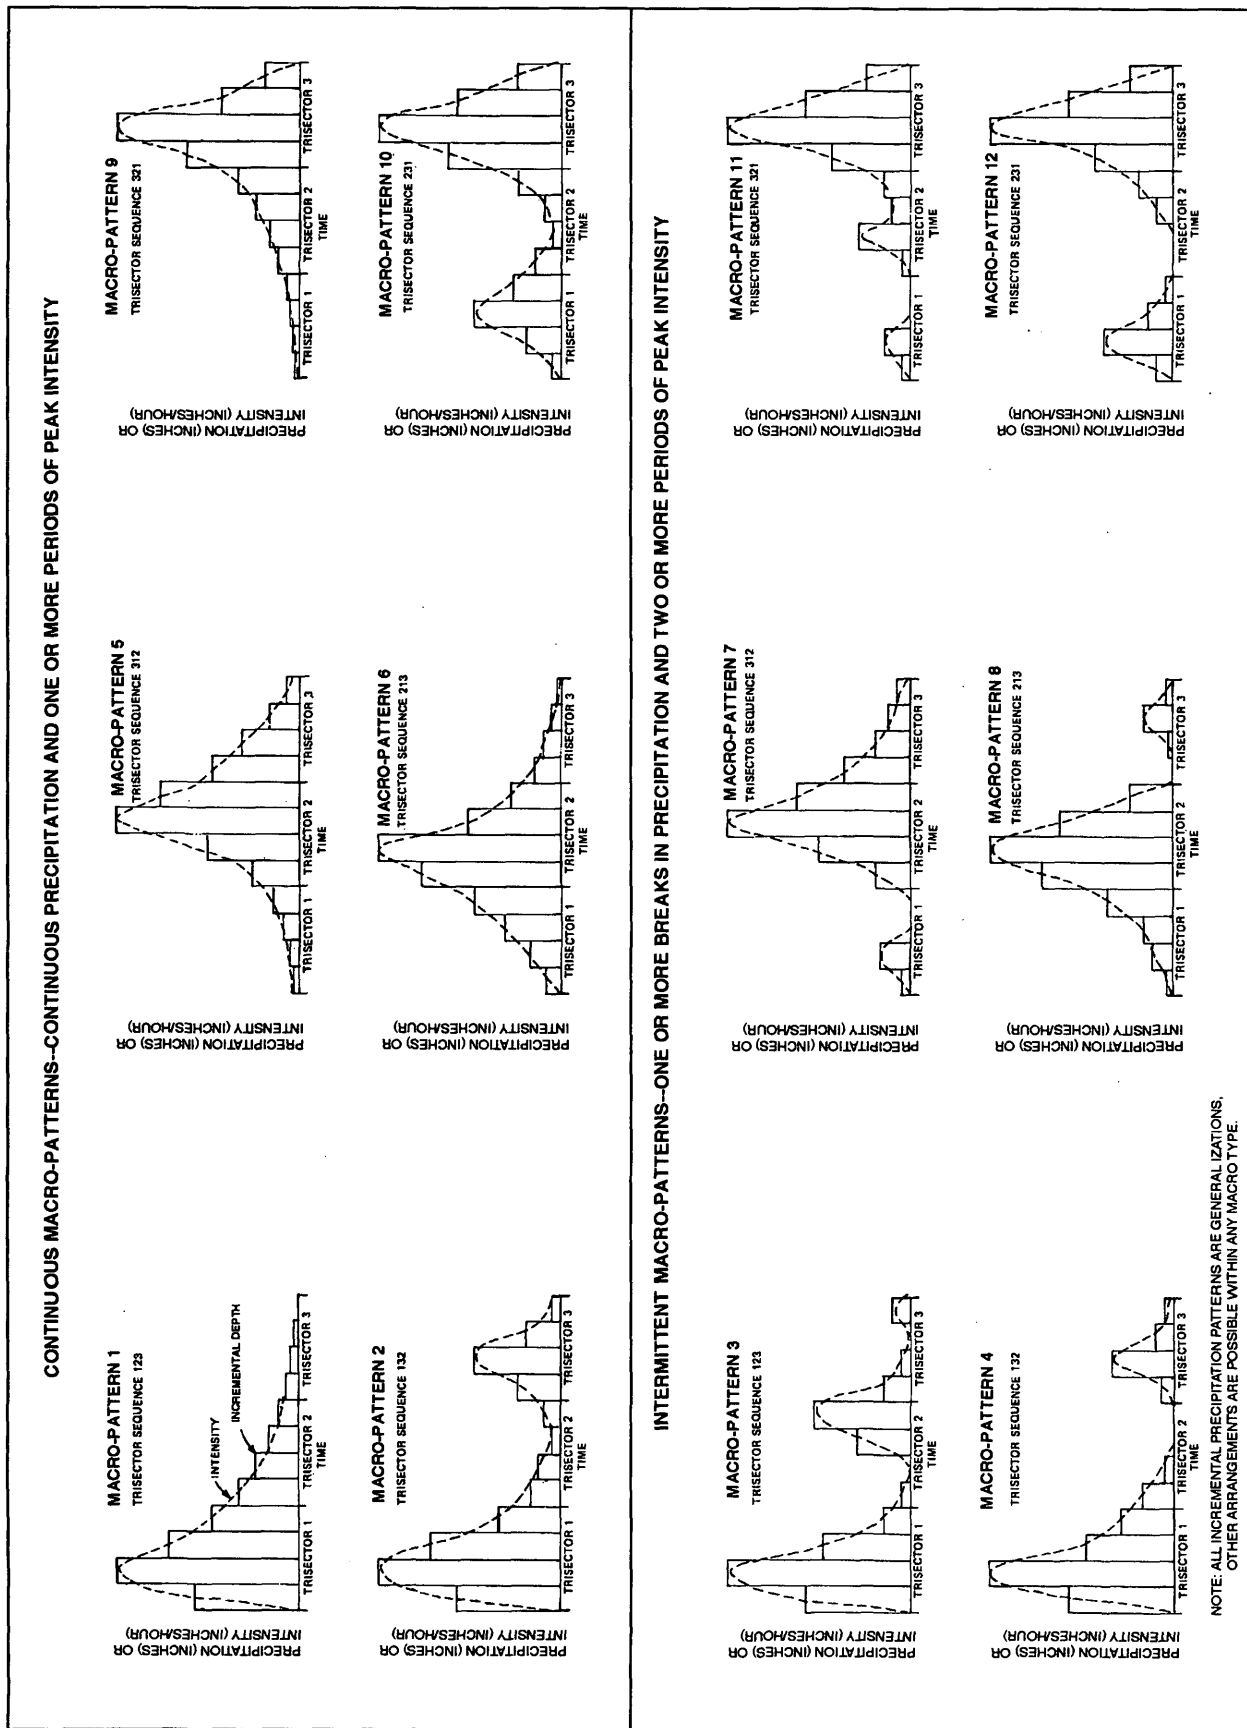 CONTINUOUS MACRO-PATTERNS--CONTINUOUS PRECIPITATION AND ONE OR MORE PERIODS OF PEAK INTENSITY
MACRO-PATTERN 1
TRISECTOR SEQUENCE 123
INTENSITY
INCREMENTAL DEPTH
PRECIPITATION (INCHES) OR
INTENSITY (INCHES/HOUR)
TRISECTOR 1
TRISECTOR 2
TRISECTOR 3
TIME
MACRO-PATTERN 5
TRISECTOR SEQUENCE 312
PRECIPITATION (INCHES) OR
INTENSITY (INCHES/HOUR)
TRISECTOR 1
TRISECTOR 2
TRISECTOR 3
TIME
MACRO-PATTERN 9
TRISECTOR SEQUENCE 321
PRECIPITATION (INCHES) OR
INTENSITY (INCHES/HOUR)
TRISECTOR 1
TRISECTOR 2
TRISECTOR 3
TIME
MACRO-PATTERN 2
TRISECTOR SEQUENCE 132
PRECIPITATION (INCHES) OR
INTENSITY (INCHES/HOUR)
TRISECTOR 1
TRISECTOR 2
TRISECTOR 3
TIME
MACRO-PATTERN 6
TRISECTOR SEQUENCE 213
PRECIPITATION (INCHES) OR
INTENSITY (INCHES/HOUR)
TRISECTOR 1
TRISECTOR 2
TRISECTOR 3
TIME
MACRO-PATTERN 10
TRISECTOR SEQUENCE 231
PRECIPITATION (INCHES) OR
INTENSITY (INCHES/HOUR)
TRISECTOR 1
TRISECTOR 2
TRISECTOR 3
TIME
INTERMITTENT MACRO-PATTERNS--ONE OR MORE BREAKS IN PRECIPITATION AND TWO OR MORE PERIODS OF PEAK INTENSITY
MACRO-PATTERN 3
TRISECTOR SEQUENCE 123
PRECIPITATION (INCHES) OR
INTENSITY (INCHES/HOUR)
TRISECTOR 1
TRISECTOR 2
TRISECTOR 3
TIME
MACRO-PATTERN 7
TRISECTOR SEQUENCE 312
PRECIPITATION (INCHES) OR
INTENSITY (INCHES/HOUR)
TRISECTOR 1
TRISECTOR 2
TRISECTOR 3
TIME
MACRO-PATTERN 11
TRISECTOR SEQUENCE 321
PRECIPITATION (INCHES) OR
INTENSITY (INCHES/HOUR)
TRISECTOR 1
TRISECTOR 2
TRISECTOR 3
TIME
MACRO-PATTERN 4
TRISECTOR SEQUENCE 132
PRECIPITATION (INCHES) OR
INTENSITY (INCHES/HOUR)
TRISECTOR 1
TRISECTOR 2
TRISECTOR 3
TIME
MACRO-PATTERN 8
TRISECTOR SEQUENCE 213
PRECIPITATION (INCHES) OR
INTENSITY (INCHES/HOUR)
TRISECTOR 1
TRISECTOR 2
TRISECTOR 3
TIME
MACRO-PATTERN 12
TRISECTOR SEQUENCE 231
PRECIPITATION (INCHES) OR
INTENSITY (INCHES/HOUR)
TRISECTOR 1
TRISECTOR 2
TRISECTOR 3
TIME
NOTE: ALL INCREMENTAL PRECIPITATION PATTERNS ARE GENERALIZATIONS,
OTHER ARRANGEMENTS ARE POSSIBLE WITHIN ANY MACRO TYPE.